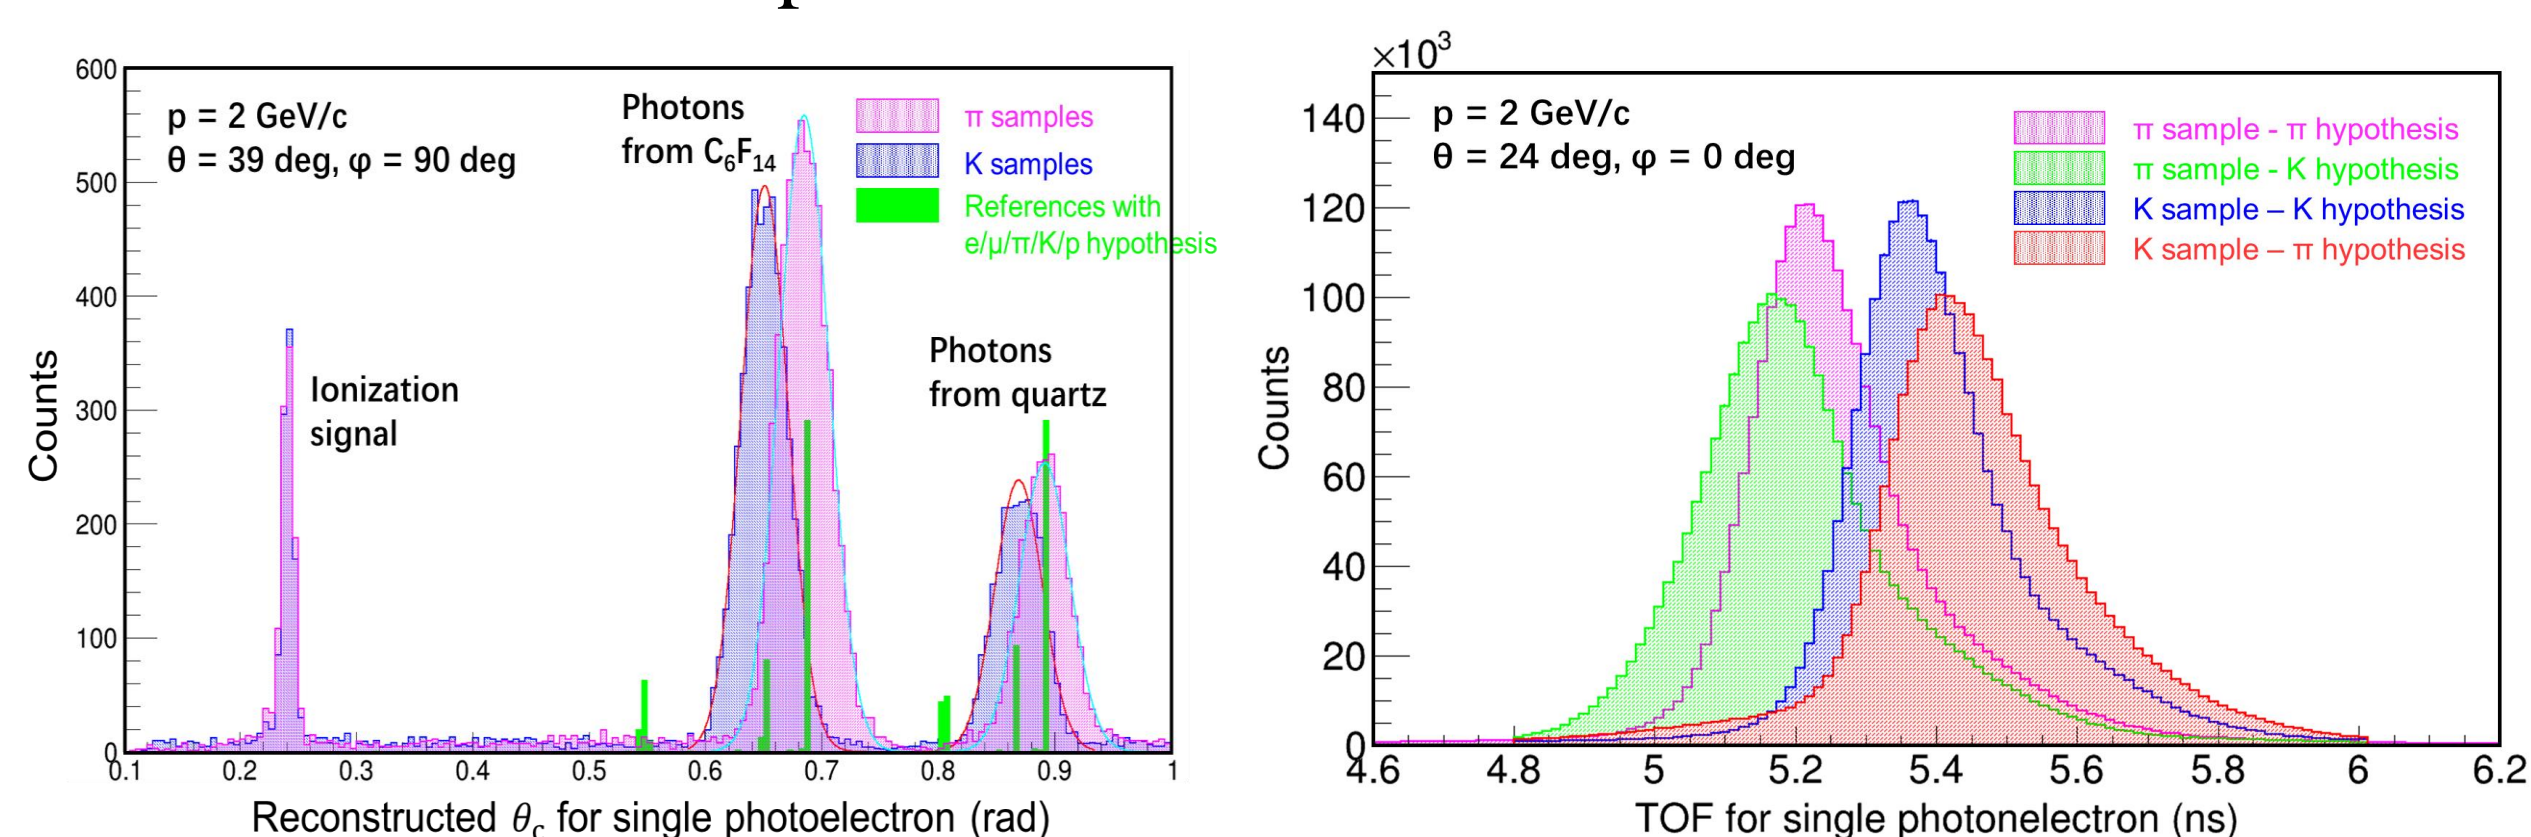 600
500
400
300
200
100
0
Counts
p = 2 GeV/c
θ = 39 deg, φ = 90 deg
Photons
from C₆F₁₄
π samples
K samples
References with
e/μ/π/K/p hypothesis
Ionization
signal
Photons
from quartz
0.1 0.2 0.3 0.4 0.5 0.6 0.7 0.8 0.9 1
Reconstructed θc for single photoelectron (rad)
×10³
140
120
100
80
60
40
20
0
Counts
p = 2 GeV/c
θ = 24 deg, φ = 0 deg
π sample - π hypothesis
π sample - K hypothesis
K sample – K hypothesis
K sample – π hypothesis
4.6 4.8 5 5.2 5.4 5.6 5.8 6 6.2
TOF for single photonelectron (ns)